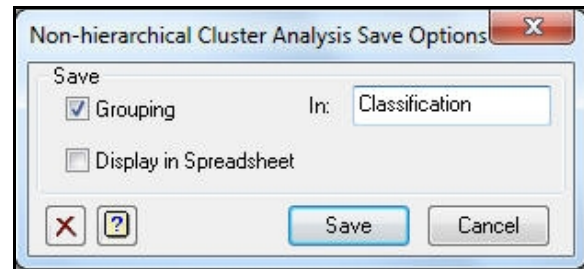 Non-hierarchical Cluster Analysis Save Options
Save
Grouping In: Classification
Display in Spreadsheet
Save Cancel